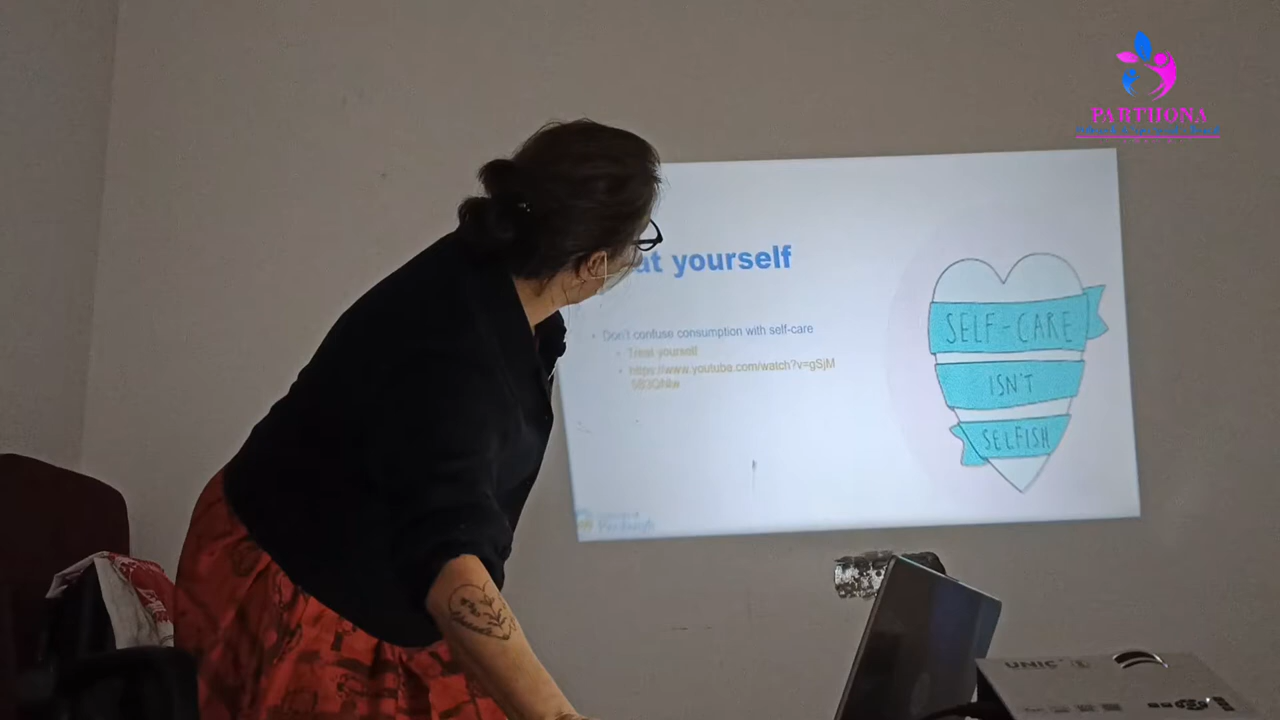 PARTHONA
at yourself
Don't confuse consumption with self-care
Treat yourself
https://www.youtube.com/watch?v=gSjM
SELF-CARE
ISN'T
SELFISH
UNIC